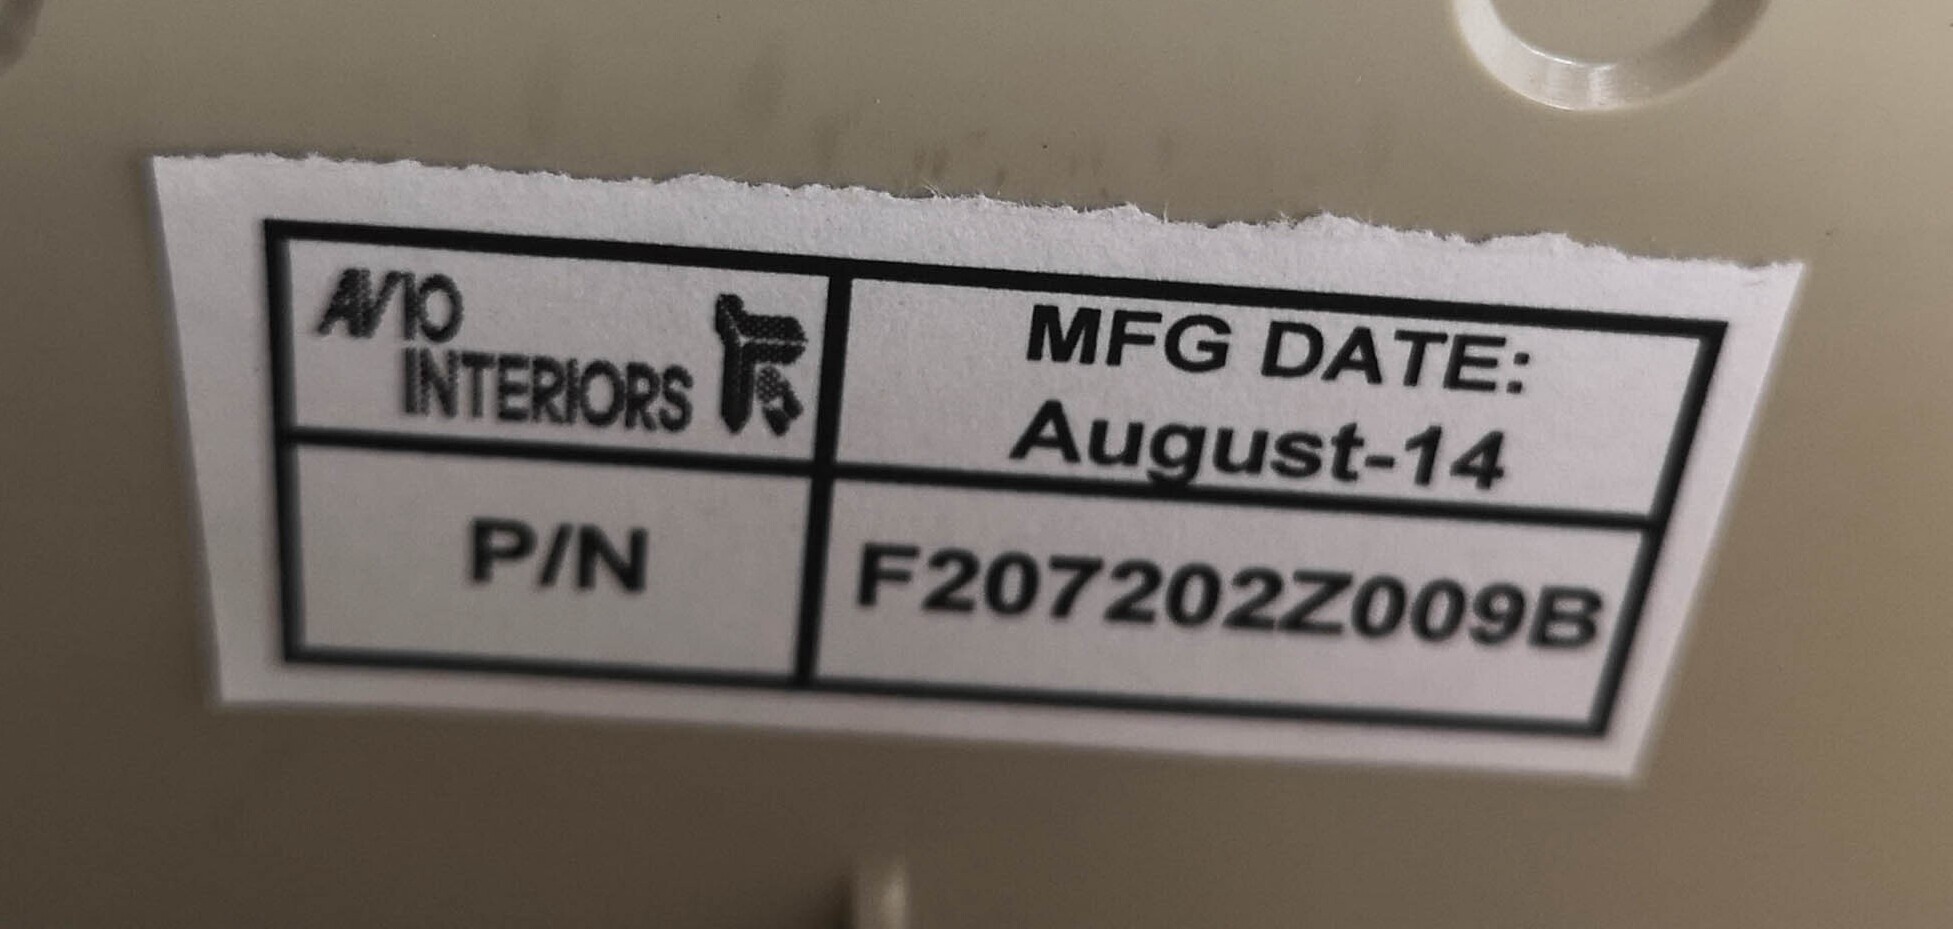 AVIO
INTERIORS
MFG DATE:
August-14
P/N
F207202Z009B